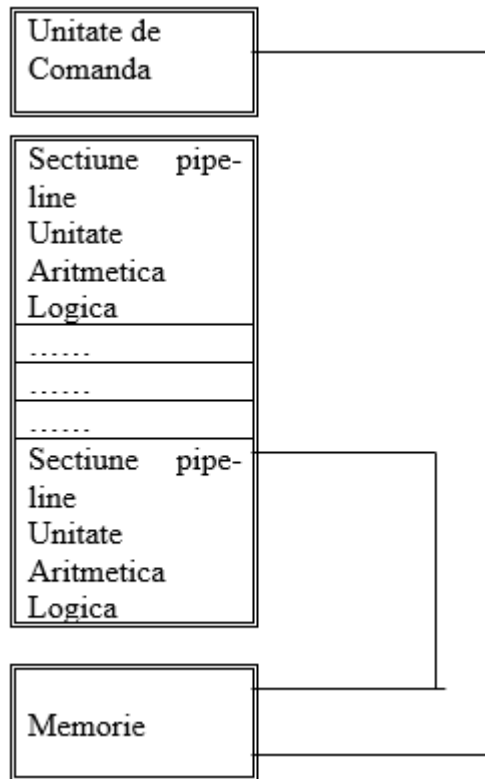 Unitate de
Comanda
Sectiune pipe-
line
Unitate
Aritmetica
Logica
......
......
......
Sectiune pipe-
line
Unitate
Aritmetica
Logica
Memorie